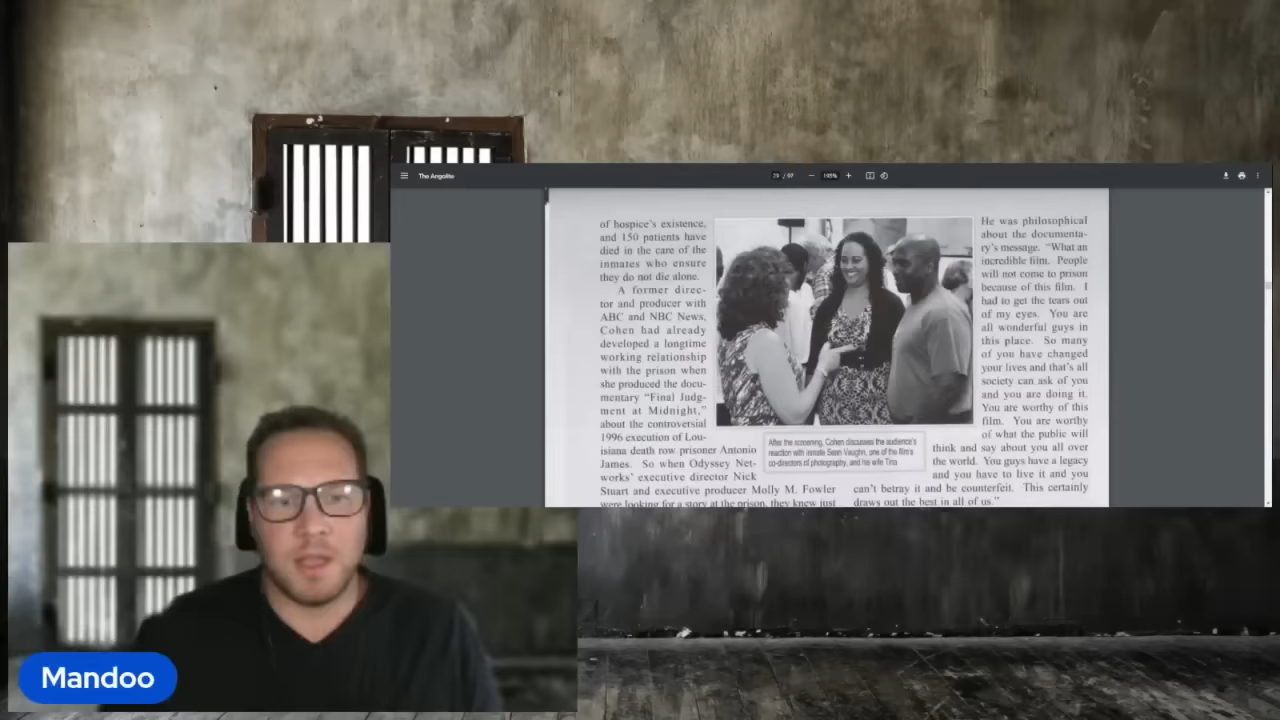 The Angolite
of hospice's existence,
and 150 patients have
died in the care of the
inmates who ensure
they do not die alone.
A former direc-
tor and producer with
ABC and NBC News,
Cohen had already
developed a longtime
working relationship
with the prison when
she produced the docu-
mentary "Final Judg-
ment at Midnight,"
about the controversial
1996 execution of Lou-
isiana death row prisoner Antonio
James. So when Odyssey Net-
works' executive director Nick
Stuart and executive producer Molly M. Fowler
were looking for a story at the prison, they knew just
After the screening, Cohen discusses the audience's
reaction with inmate Sean Vaughn, one of the film's
co-directors of photography, and his wife Tina
He was philosophical
about the documenta-
ry's message. "What an
incredible film. People
will not come to prison
because of this film. I
had to get the tears out
of my eyes. You are
all wonderful guys in
this place. So many
of you have changed
your lives and that's all
society can ask of you
and you are doing it.
You are worthy of this
film. You are worthy
of what the public will
think and say about you all over
the world. You guys have a legacy
and you have to live it and you
can't betray it and be counterfeit. This certainly
draws out the best in all of us."
Mandoo